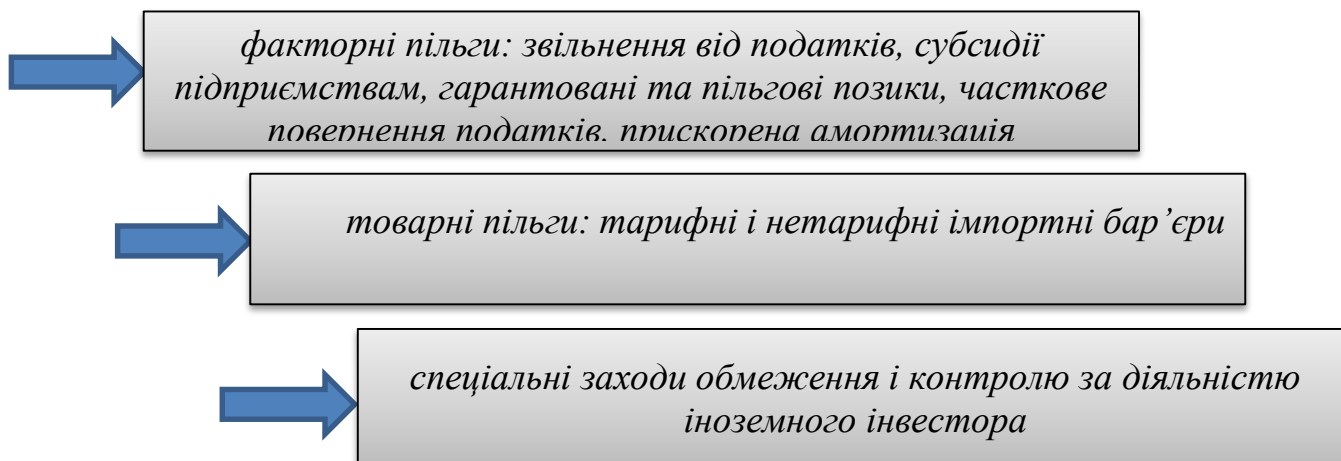 факторні пільги: звільнення від податків, субсидії
підприємствам, гарантовані та пільгові позики, часткове
повернення податків, прискорена амортизація
товарні пільги: тарифні і нетарифні імпортні бар’єри
спеціальні заходи обмеження і контролю за діяльністю
іноземного інвестора